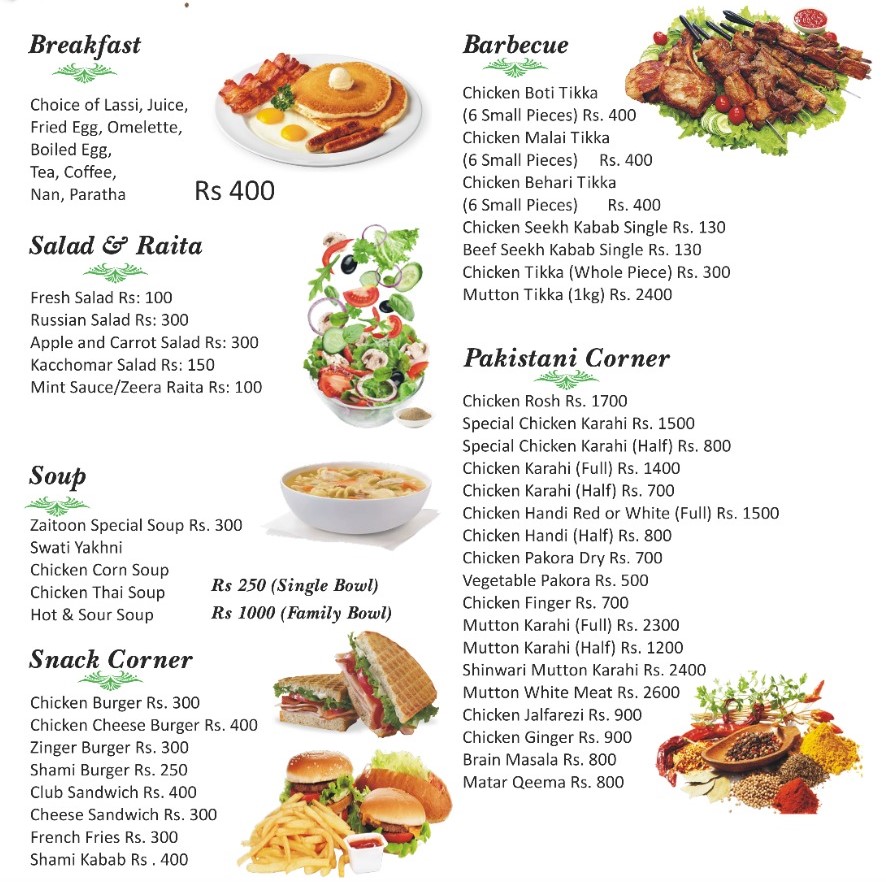 Breakfast
Choice of Lassi, Juice,
Fried Egg, Omelette,
Boiled Egg,
Tea, Coffee,
Nan, Paratha
Rs 400
Salad & Raita
Fresh Salad Rs: 100
Russian Salad Rs: 300
Apple and Carrot Salad Rs: 300
Kacchomar Salad Rs: 150
Mint Sauce/Zeera Raita Rs: 100
Soup
Zaitoon Special Soup Rs. 300
Swati Yakhni
Chicken Corn Soup
Chicken Thai Soup
Hot & Sour Soup
Rs 250 (Single Bowl)
Rs 1000 (Family Bowl)
Snack Corner
Chicken Burger Rs. 300
Chicken Cheese Burger Rs. 400
Zinger Burger Rs. 300
Shami Burger Rs. 250
Club Sandwich Rs. 400
Cheese Sandwich Rs. 300
French Fries Rs. 300
Shami Kabab Rs . 400
Barbecue
Chicken Boti Tikka
(6 Small Pieces) Rs. 400
Chicken Malai Tikka
(6 Small Pieces) Rs. 400
Chicken Behari Tikka
(6 Small Pieces) Rs. 400
Chicken Seekh Kabab Single Rs. 130
Beef Seekh Kabab Single Rs. 130
Chicken Tikka (Whole Piece) Rs. 300
Mutton Tikka (1kg) Rs. 2400
Pakistani Corner
Chicken Rosh Rs. 1700
Special Chicken Karahi Rs. 1500
Special Chicken Karahi (Half) Rs. 800
Chicken Karahi (Full) Rs. 1400
Chicken Karahi (Half) Rs. 700
Chicken Handi Red or White (Full) Rs. 1500
Chicken Handi (Half) Rs. 800
Chicken Pakora Dry Rs. 700
Vegetable Pakora Rs. 500
Chicken Finger Rs. 700
Mutton Karahi (Full) Rs. 2300
Mutton Karahi (Half) Rs. 1200
Shinwari Mutton Karahi Rs. 2400
Mutton White Meat Rs. 2600
Chicken Jalfarezi Rs. 900
Chicken Ginger Rs. 900
Brain Masala Rs. 800
Matar Qeema Rs. 800